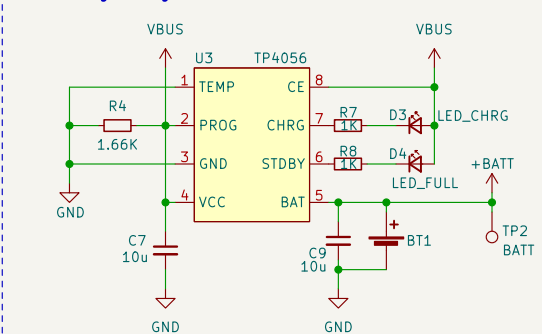 VBUS
VBUS
U3
TP4056
1
TEMP
CE
8
R4
1.66K
2
PROG
CHRG
7
R7
1K
D3
LED_CHRG
3
GND
STDBY
6
R8
1K
D4
LED_FULL
+BATT
GND
4
VCC
BAT
5
TP2
BATT
C7
10u
C9
10u
+
BT1
GND
GND